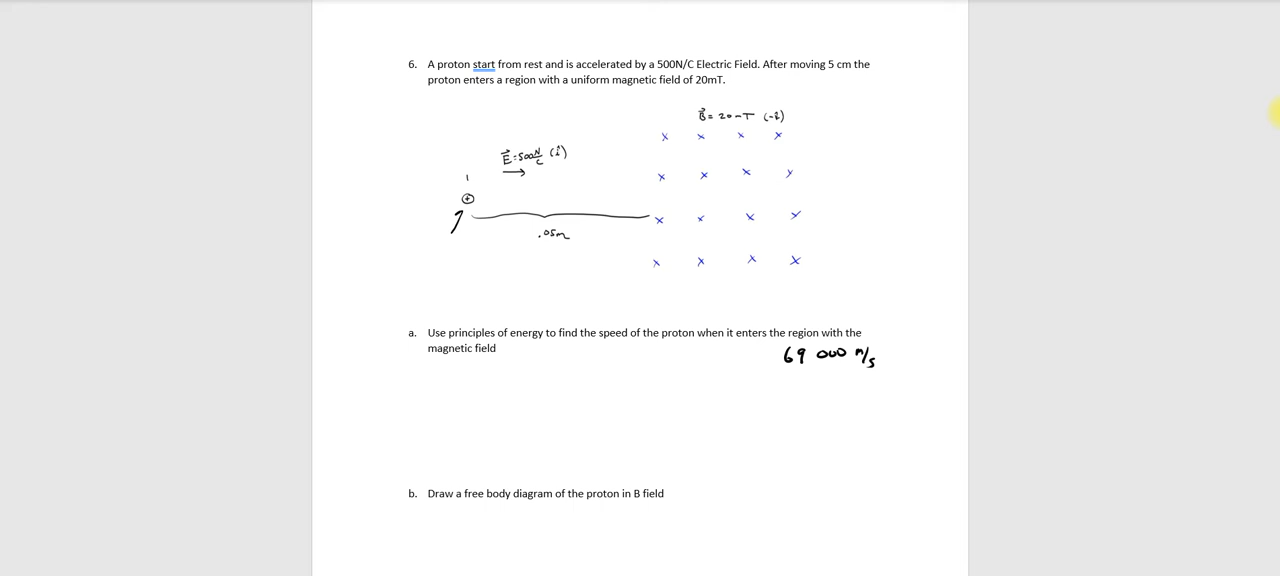 6. A proton start from rest and is accelerated by a 500N/C Electric Field. After moving 5 cm the
proton enters a region with a uniform magnetic field of 20mT.
B⃗ = 20mT (-k̂)
x x x x
E⃗ = 500 N/C (î)
x x x x
+
x x x x
.05m
x x x x
a. Use principles of energy to find the speed of the proton when it enters the region with the
magnetic field
69 000 m/s
b. Draw a free body diagram of the proton in B field